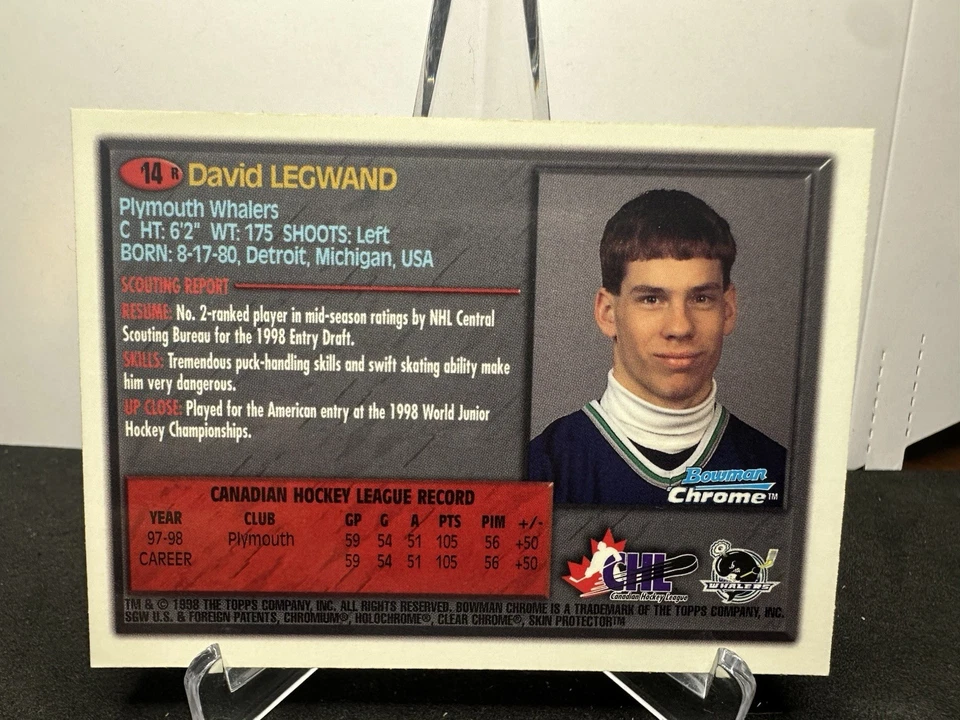 14 R David LEGWAND
Plymouth Whalers
C HT: 6'2" WT: 175 SHOOTS: Left
BORN: 8-17-80, Detroit, Michigan, USA
SCOUTING REPORT
RESUME: No. 2-ranked player in mid-season ratings by NHL Central
Scouting Bureau for the 1998 Entry Draft.
SKILLS: Tremendous puck-handling skills and swift skating ability make
him very dangerous.
UP CLOSE: Played for the American entry at the 1998 World Junior
Hockey Championships.
Bowman
Chrome™
CANADIAN HOCKEY LEAGUE RECORD
YEAR CLUB GP G A PTS PIM +/-
97-98 Plymouth 59 54 51 105 56 +50
CAREER 59 54 51 105 56 +50
CHL
Canadian Hockey League
WHALERS
TM & © 1998 THE TOPPS COMPANY, INC. ALL RIGHTS RESERVED. BOWMAN CHROME IS A TRADEMARK OF THE TOPPS COMPANY, INC.
SGW U.S. & FOREIGN PATENTS, CHROMIUM®, HOLOCHROME®, CLEAR CHROME®, SKIN PROTECTOR™